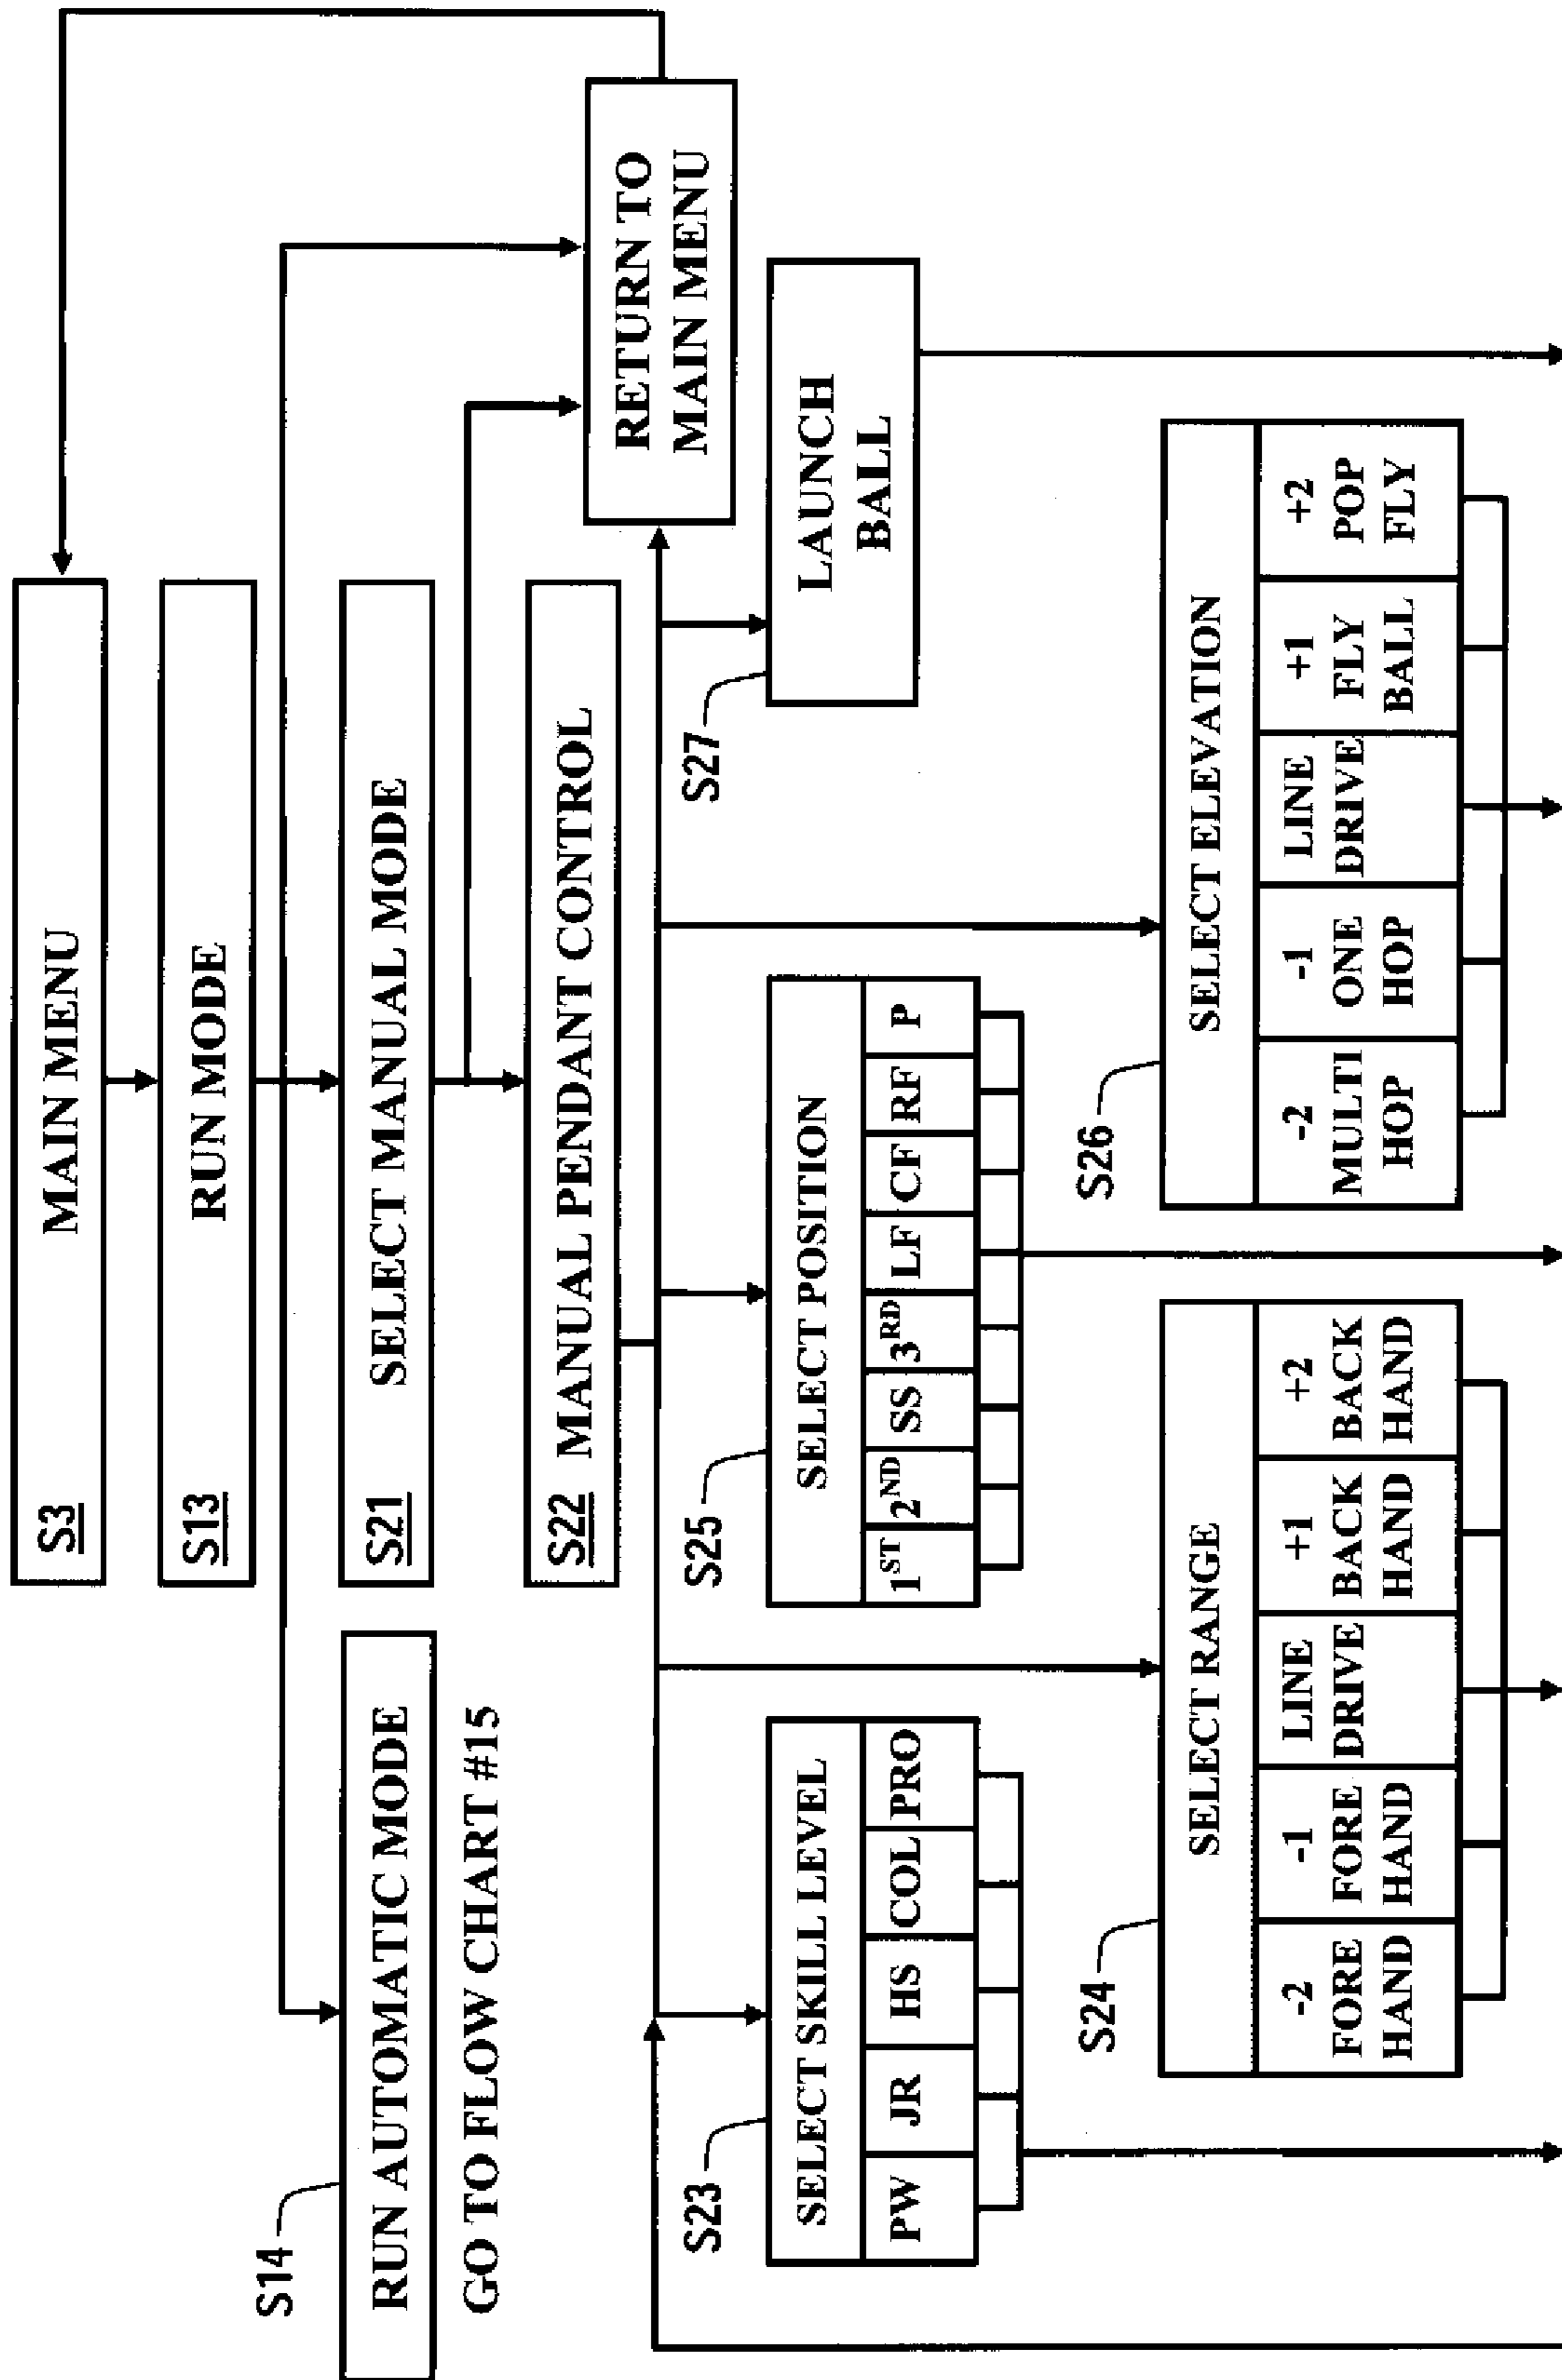 S3 MAIN MENU
S13 RUN MODE
S14
RUN AUTOMATIC MODE
GO TO FLOW CHART #15
S21 SELECT MANUAL MODE
S22 MANUAL PENDANT CONTROL
RETURN TO
MAIN MENU
S23
SELECT SKILL LEVEL
PW JR HS COL PRO
S25
SELECT POSITION
1ST 2ND SS 3RD LF CF RF P
S27
LAUNCH
BALL
S24
SELECT RANGE
-2 -1 LINE +1 +2
FORE FORE DRIVE BACK BACK
HAND HAND HAND HAND
S26
SELECT ELEVATION
-2 -1 LINE +1 +2
MULTI ONE DRIVE FLY POP
HOP HOP BALL FLY